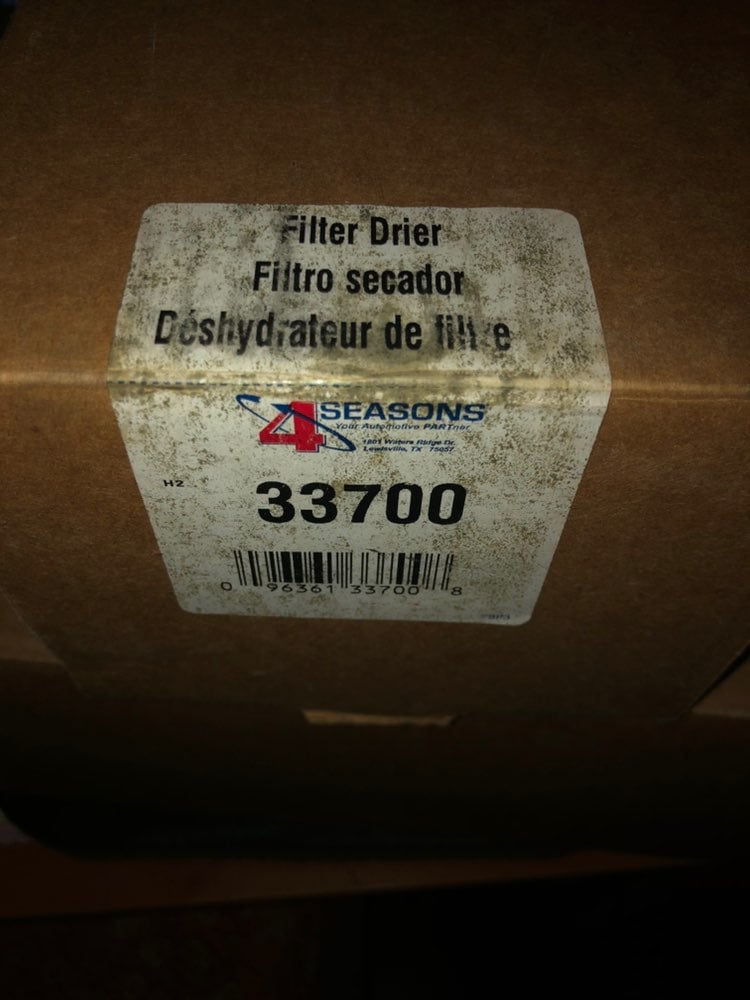 Filter Drier
Filtro secador
Déshydrateur de filtre
4 SEASONS
Your Automotive PARTner
1801 Waters Ridge Dr.
Lewisville, TX 75057
H2
33700
0 96361 33700 8